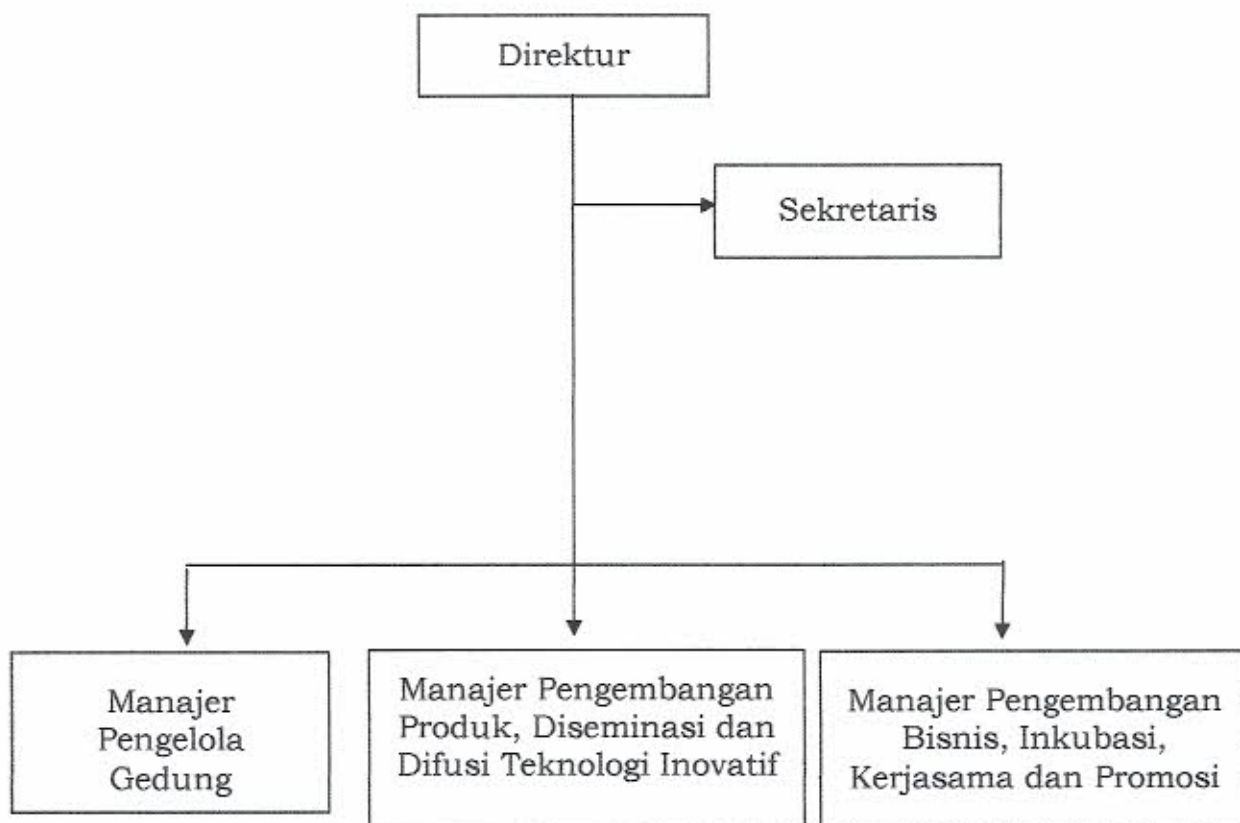 Direktur
Sekretaris
Manajer
Pengelola
Gedung
Manajer Pengembangan
Produk, Diseminasi dan
Difusi Teknologi Inovatif
Manajer Pengembangan
Bisnis, Inkubasi,
Kerjasama dan Promosi